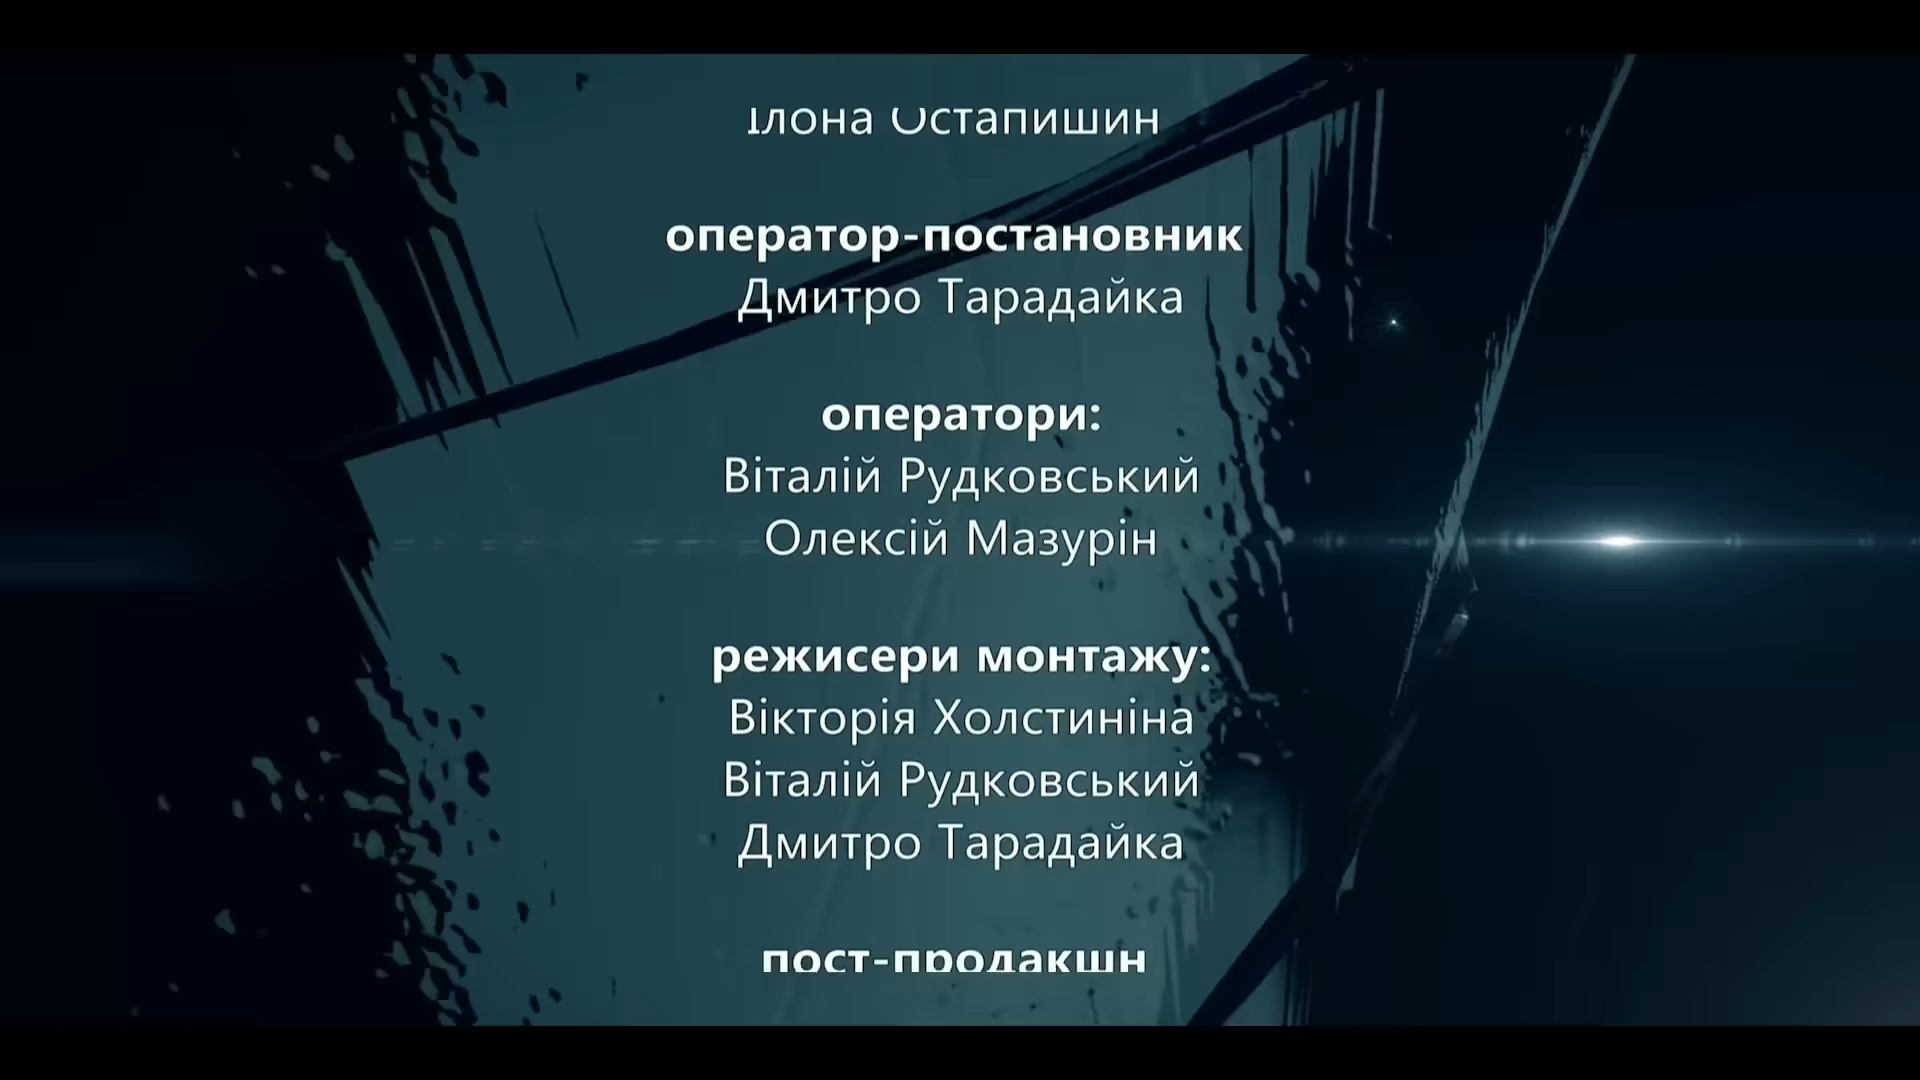 Ілона Остапишин
оператор-постановник
Дмитро Тарадайка
оператори:
Віталій Рудковський
Олексій Мазурін
режисери монтажу:
Вікторія Холстиніна
Віталій Рудковський
Дмитро Тарадайка
пост-продакшн